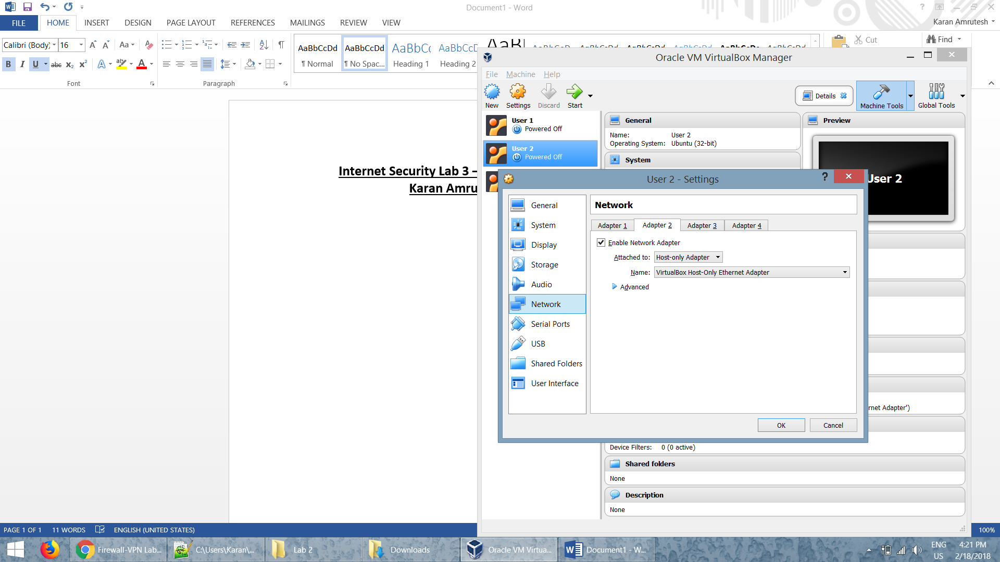 Document1 - Word
?
FILE
HOME
INSERT
DESIGN
PAGE LAYOUT
REFERENCES
MAILINGS
REVIEW
VIEW
Karan Amrutesh
Calibri (Body)
16
Aa
B I U abc X₂ X²
A
A
Font
Paragraph
AaBbCcDd
¶ Normal
AaBbCcDd
¶ No Spac...
AaBbCc
Heading 1
AaBbCcD
Heading 2
Cut
Find
Internet Security Lab 3 –
Karan Amru
Oracle VM VirtualBox Manager
File
Machine
Help
New
Settings
Discard
Start
Details
Machine Tools
Global Tools
User 1
Powered Off
User 2
Powered Off
General
Name: User 2
Operating System: Ubuntu (32-bit)
System
Preview
User 2
User 2 - Settings
?
General
System
Display
Storage
Audio
Network
Serial Ports
USB
Shared Folders
User Interface
Network
Adapter 1
Adapter 2
Adapter 3
Adapter 4
Enable Network Adapter
Attached to: Host-only Adapter
Name: VirtualBox Host-Only Ethernet Adapter
Advanced
OK
Cancel
rnet Adapter')
Device Filters: 0 (0 active)
Shared folders
None
Description
None
PAGE 1 OF 1
11 WORDS
ENGLISH (UNITED STATES)
100%
Firewall-VPN Lab...
C:\Users\Karan\...
Lab 2
Downloads
Oracle VM Virtua...
Document1 - W...
ENG
US
4:21 PM
2/18/2018